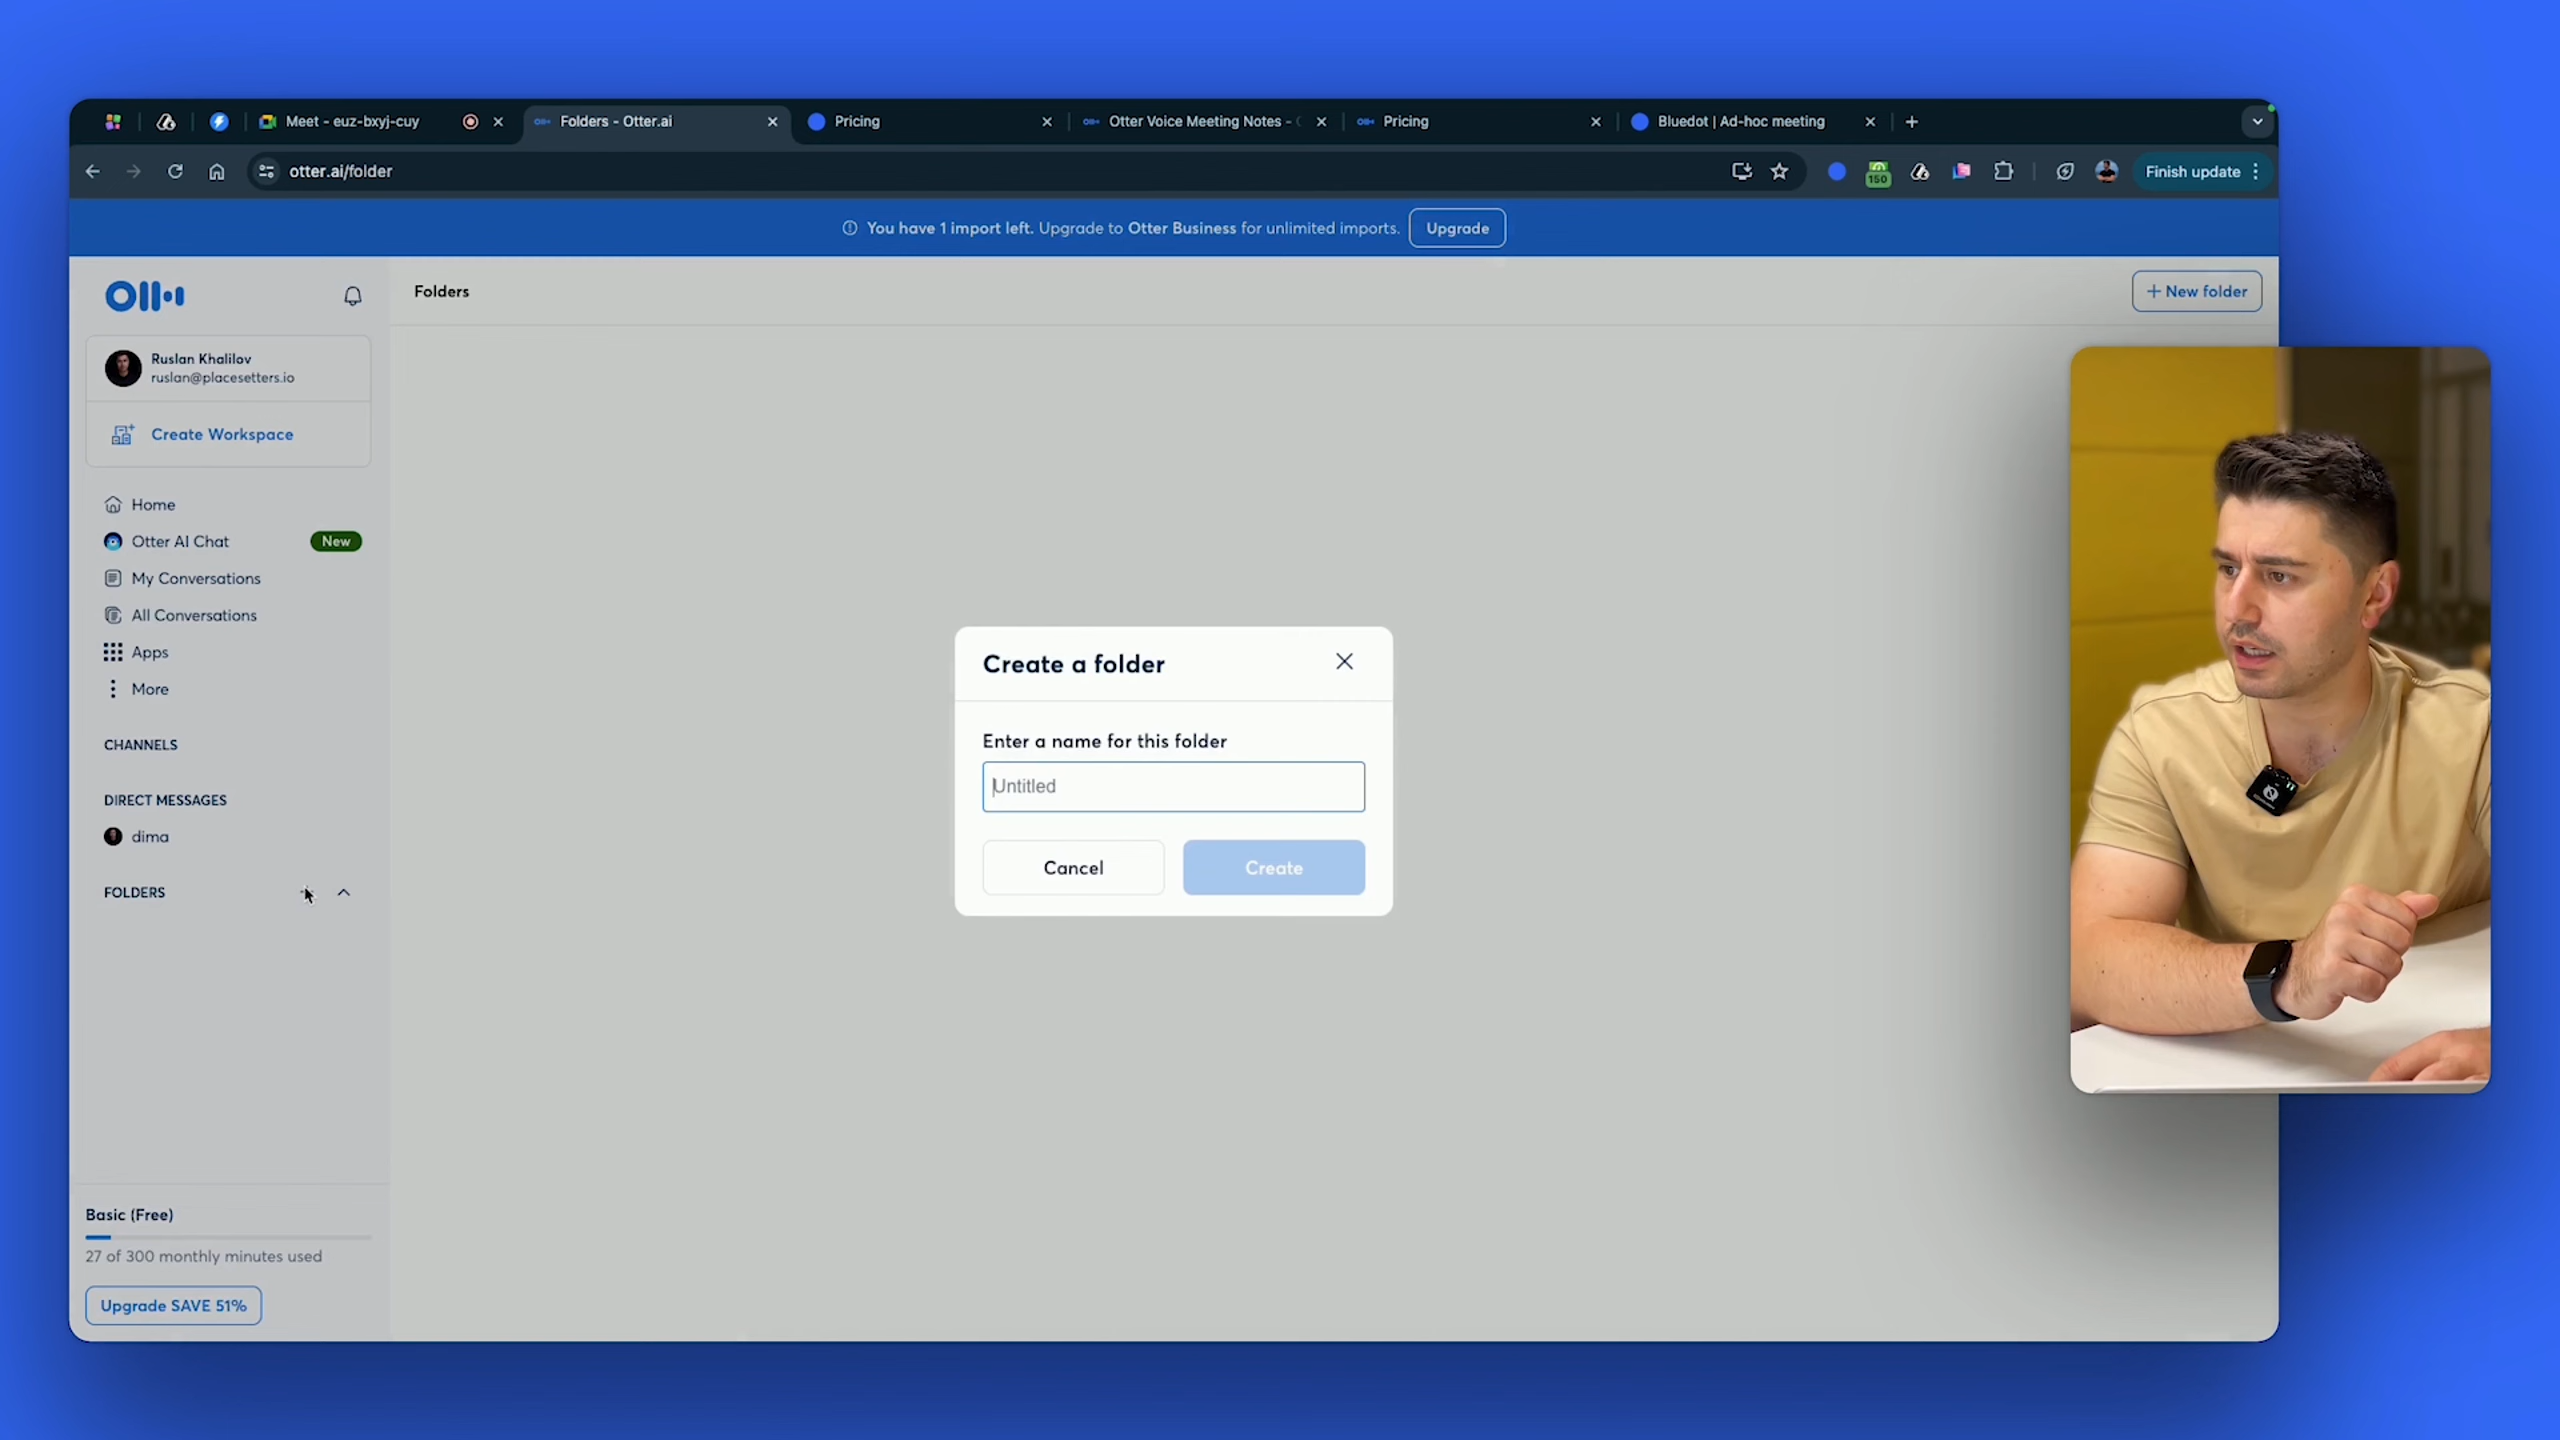 Meet - euz-bxyj-cuy
Folders - Otter.ai
Pricing
Otter Voice Meeting Notes -
Pricing
Bluedot | Ad-hoc meeting
otter.ai/folder
150
Finish update
You have 1 import left. Upgrade to Otter Business for unlimited imports.
Upgrade
Folders
+ New folder
Ruslan Khalilov
ruslan@placesetters.io
Create Workspace
Home
Otter AI Chat
New
My Conversations
All Conversations
Apps
More
CHANNELS
DIRECT MESSAGES
dima
FOLDERS
Create a folder
Enter a name for this folder
Untitled
Cancel
Create
Basic (Free)
27 of 300 monthly minutes used
Upgrade SAVE 51%